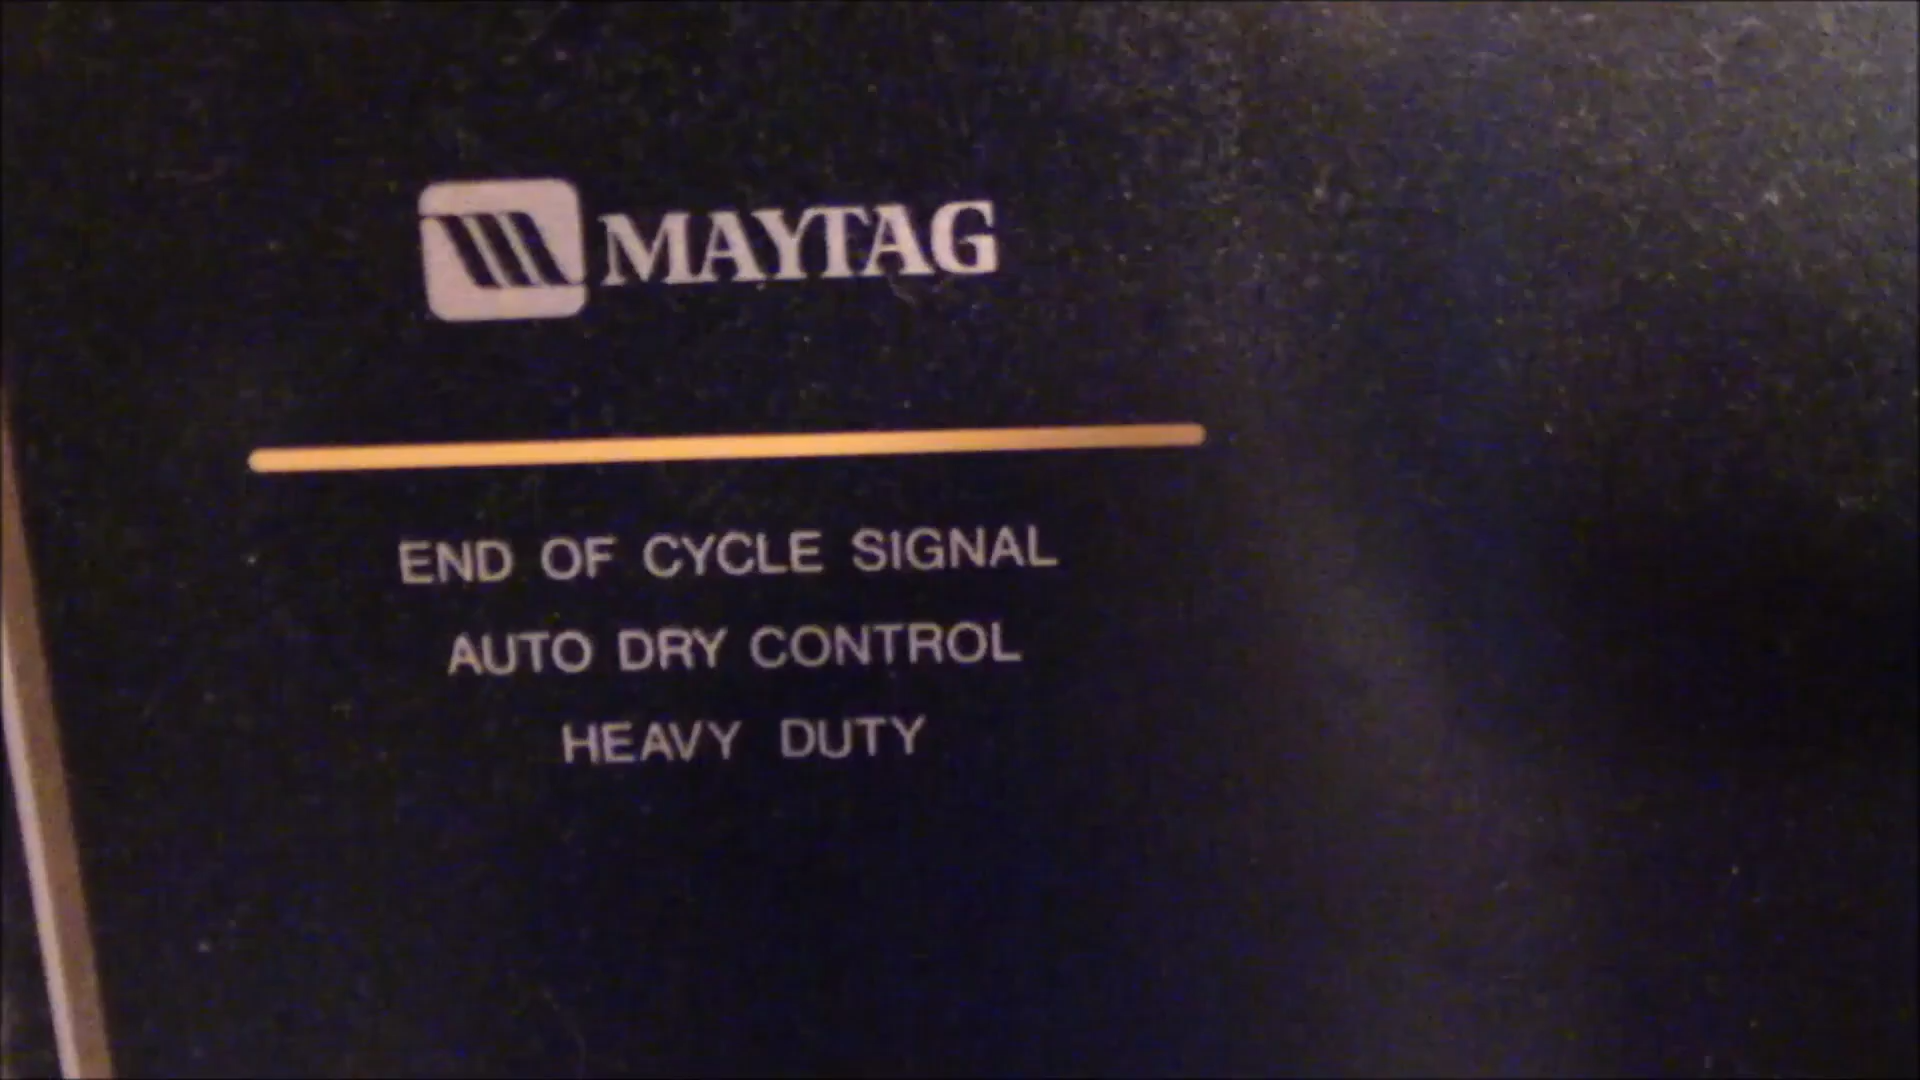 MAYTAG
END OF CYCLE SIGNAL
AUTO DRY CONTROL
HEAVY DUTY